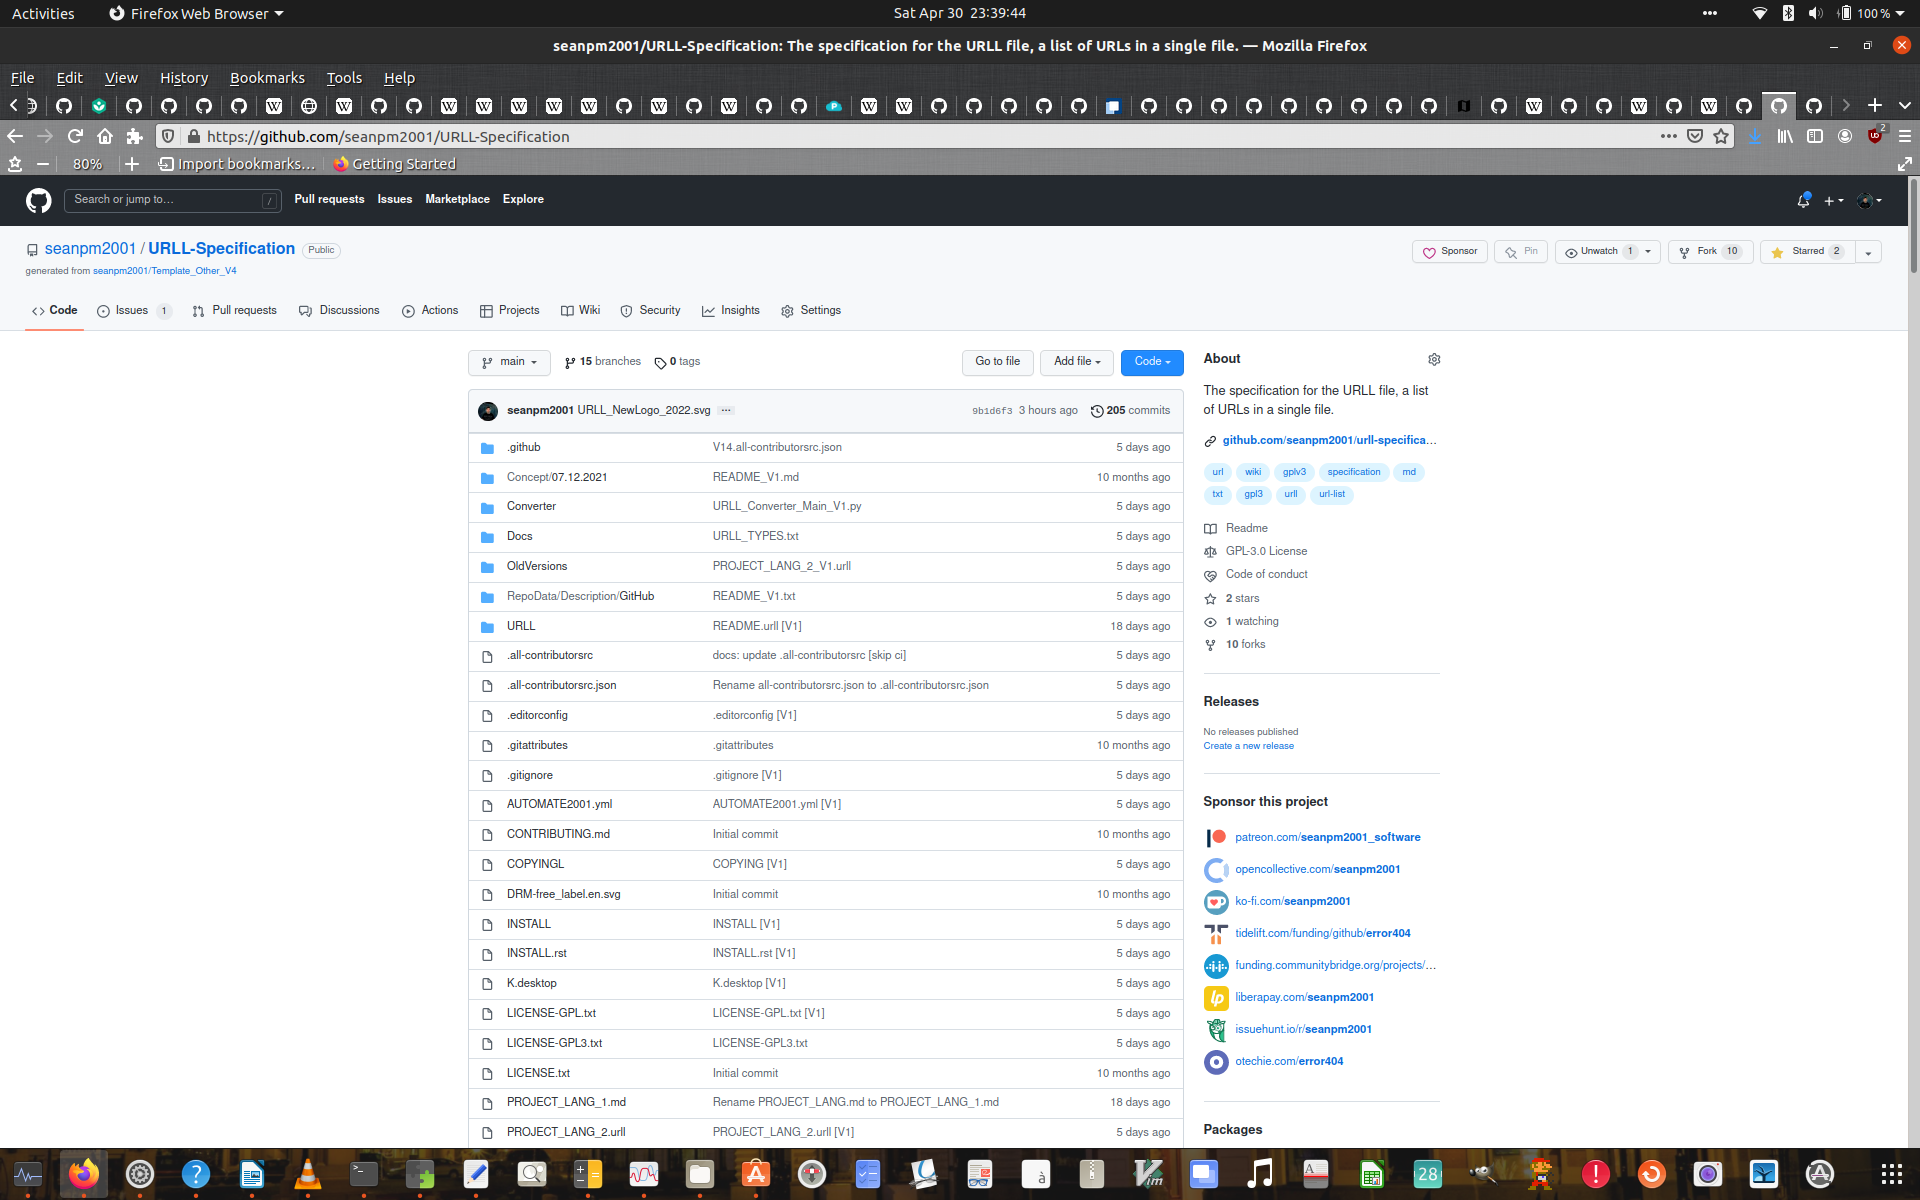 Activities
Firefox Web Browser
Sat Apr 30 23:39:44
100 %
seanpm2001/URLL-Specification: The specification for the URLL file, a list of URLs in a single file. — Mozilla Firefox
File Edit View History Bookmarks Tools Help
https://github.com/seanpm2001/URLL-Specification
2
80%
Import bookmarks...
Getting Started
Search or jump to...
/
Pull requests Issues Marketplace Explore
seanpm2001 / URLL-Specification
Public
Sponsor
Pin
Unwatch 1
Fork 10
Starred 2
generated from seanpm2001/Template_Other_V4
Code
Issues 1
Pull requests
Discussions
Actions
Projects
Wiki
Security
Insights
Settings
main
15 branches
0 tags
Go to file
Add file
Code
seanpm2001 URLL_NewLogo_2022.svg ...
9b1d6f3 3 hours ago
205 commits
.github V14.all-contributorsrc.json 5 days ago
Concept/07.12.2021 README_V1.md 10 months ago
Converter URLL_Converter_Main_V1.py 5 days ago
Docs URLL_TYPES.txt 5 days ago
OldVersions PROJECT_LANG_2_V1.urll 5 days ago
RepoData/Description/GitHub README_V1.txt 5 days ago
URLL README.urll [V1] 18 days ago
.all-contributorsrc docs: update .all-contributorsrc [skip ci] 5 days ago
.all-contributorsrc.json Rename all-contributorsrc.json to .all-contributorsrc.json 5 days ago
.editorconfig .editorconfig [V1] 5 days ago
.gitattributes .gitattributes 10 months ago
.gitignore .gitignore [V1] 5 days ago
AUTOMATE2001.yml AUTOMATE2001.yml [V1] 5 days ago
CONTRIBUTING.md Initial commit 10 months ago
COPYINGL COPYING [V1] 5 days ago
DRM-free_label.en.svg Initial commit 10 months ago
INSTALL INSTALL [V1] 5 days ago
INSTALL.rst INSTALL.rst [V1] 5 days ago
K.desktop K.desktop [V1] 5 days ago
LICENSE-GPL.txt LICENSE-GPL.txt [V1] 5 days ago
LICENSE-GPL3.txt LICENSE-GPL3.txt 5 days ago
LICENSE.txt Initial commit 10 months ago
PROJECT_LANG_1.md Rename PROJECT_LANG.md to PROJECT_LANG_1.md 18 days ago
PROJECT_LANG_2.urll PROJECT_LANG_2.urll [V1] 5 days ago
About
The specification for the URLL file, a list
of URLs in a single file.
github.com/seanpm2001/urll-specifica...
url wiki gplv3 specification md
txt gpl3 urll url-list
Readme
GPL-3.0 License
Code of conduct
2 stars
1 watching
10 forks
Releases
No releases published
Create a new release
Sponsor this project
patreon.com/seanpm2001_software
opencollective.com/seanpm2001
ko-fi.com/seanpm2001
tidelift.com/funding/github/error404
funding.communitybridge.org/projects/...
liberapay.com/seanpm2001
issuehunt.io/r/seanpm2001
otechie.com/error404
Packages
28